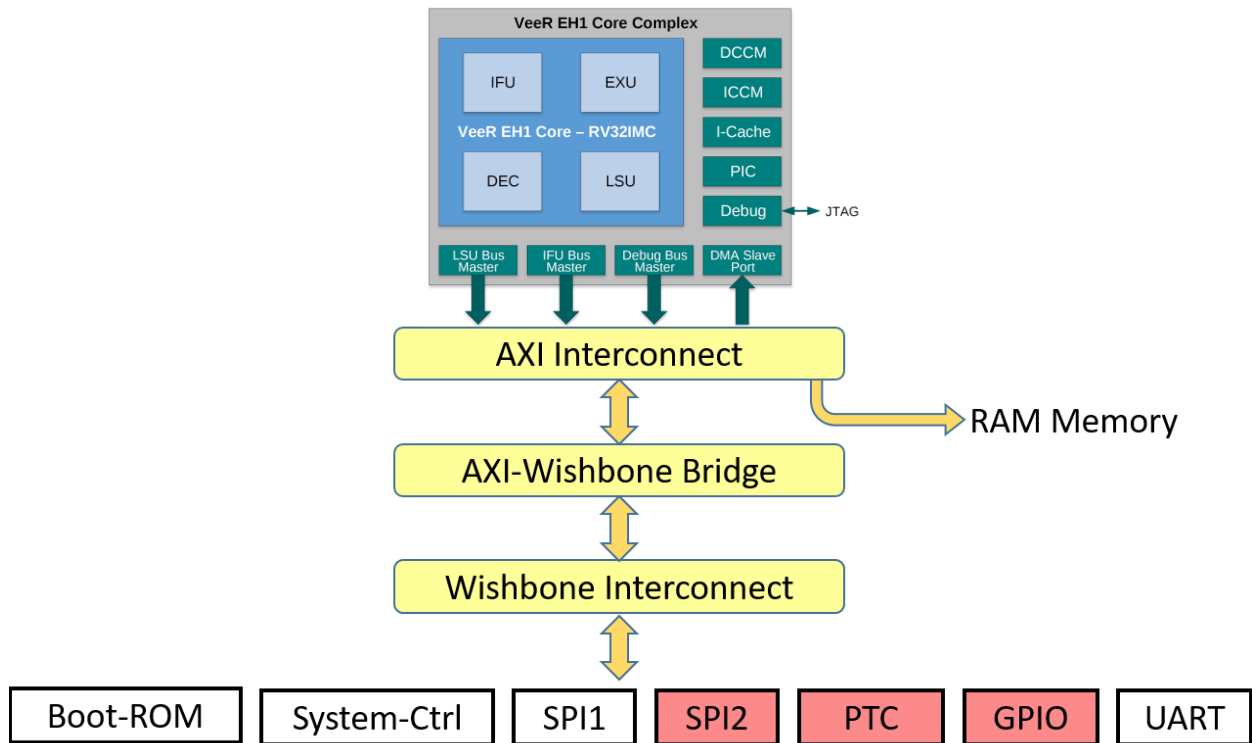 VeeR EH1 Core Complex
IFU
EXU
VeeR EH1 Core – RV32IMC
DEC
LSU
DCCM
ICCM
I-Cache
PIC
Debug
JTAG
LSU Bus
Master
IFU Bus
Master
Debug Bus
Master
DMA Slave
Port
AXI Interconnect
RAM Memory
AXI-Wishbone Bridge
Wishbone Interconnect
Boot-ROM
System-Ctrl
SPI1
SPI2
PTC
GPIO
UART